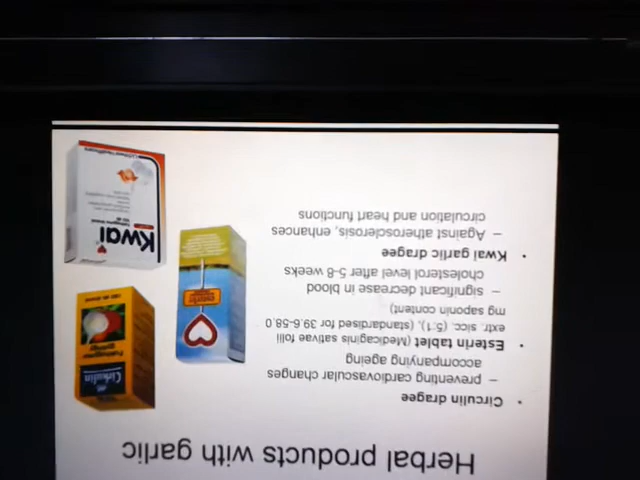 Herbal products with garlic
• Circulin dragee
– preventing cardiovascular changes
accompanying ageing
• Esterin tablet (Medicaginis sativae folii
extr. sicc. (5:1), (standardised for 39.6-58.0
mg saponin content)
– significant decrease in blood
cholesterol level after 5-8 weeks
• Kwai garlic dragee
– Against atherosclerosis, enhances
circulation and heart functions
Cirkulin
Kwai